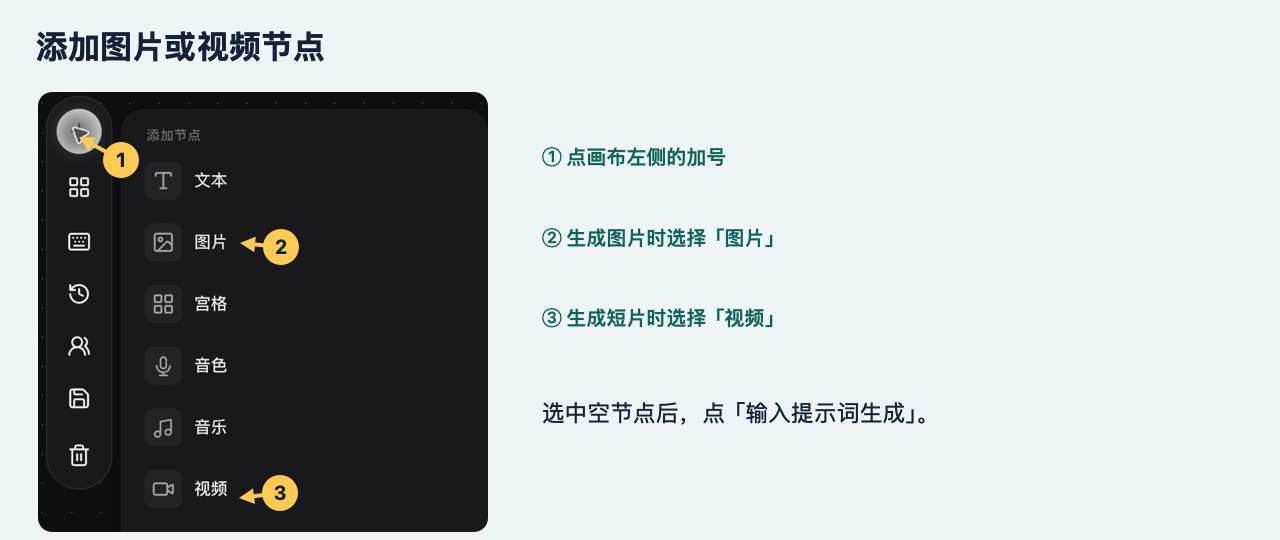 添加图片或视频节点
添加节点
1
文本
图片
2
宫格
音色
音乐
视频
3
① 点画布左侧的加号
② 生成图片时选择「图片」
③ 生成短片时选择「视频」
选中空节点后，点「输入提示词生成」。